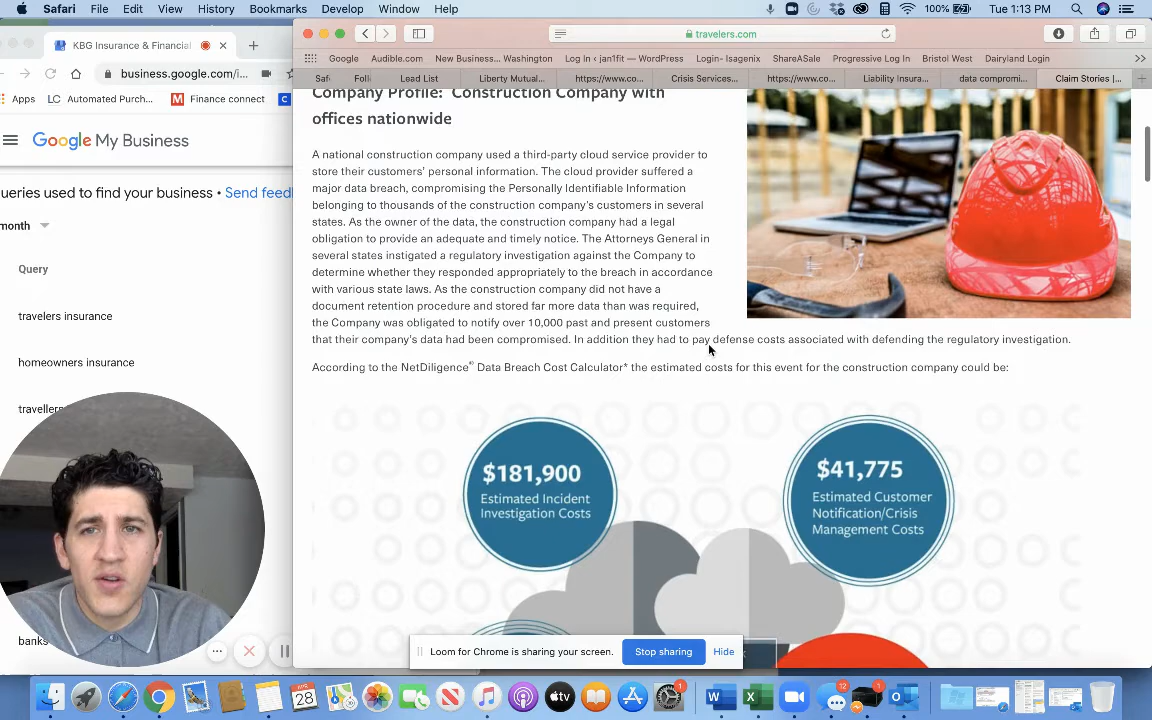 Safari File Edit View History Bookmarks Develop Window Help 100% Tue 1:13 PM
KBG Insurance & Financial
business.google.com/i...
Apps Automated Purch... Finance connect
Google My Business
ueries used to find your business • Send feedl
month
Query
travelers insurance
homeowners insurance
travellers
banks
travelers.com
Google Audible.com New Business... Washington Log In ‹ jan1fit — WordPress Login- Isagenix ShareASale Progressive Log In Bristol West Dairyland Login
Saf Foll Lead List Liberty Mutual... https://www.co... Crisis Services... https://www.co... Liability Insura... data compromi... Claim Stories |...
Company Profile: Construction Company with
offices nationwide
A national construction company used a third-party cloud service provider to
store their customers' personal information. The cloud provider suffered a
major data breach, compromising the Personally Identifiable Information
belonging to thousands of the construction company's customers in several
states. As the owner of the data, the construction company had a legal
obligation to provide an adequate and timely notice. The Attorneys General in
several states instigated a regulatory investigation against the Company to
determine whether they responded appropriately to the breach in accordance
with various state laws. As the construction company did not have a
document retention procedure and stored far more data than was required,
the Company was obligated to notify over 10,000 past and present customers
that their company's data had been compromised. In addition they had to pay defense costs associated with defending the regulatory investigation.
According to the NetDiligence® Data Breach Cost Calculator* the estimated costs for this event for the construction company could be:
$181,900
Estimated Incident
Investigation Costs
$41,775
Estimated Customer
Notification/Crisis
Management Costs
Loom for Chrome is sharing your screen. Stop sharing Hide